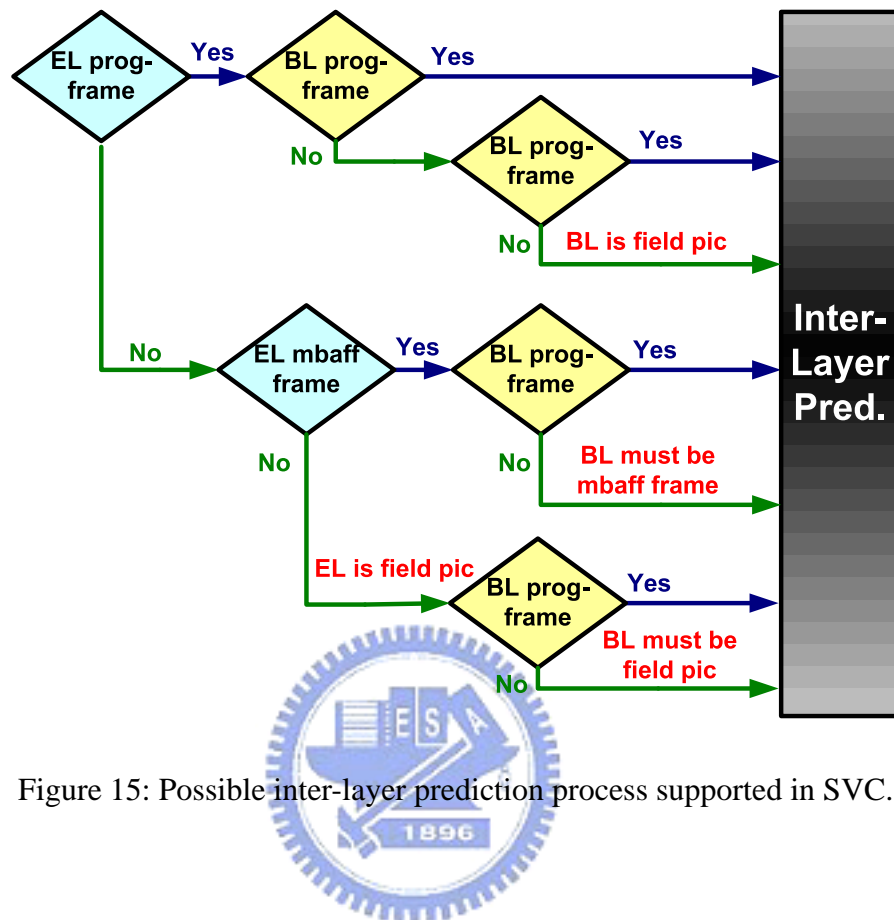 EL prog-
frame
Yes
BL prog-
frame
Yes
No
BL prog-
frame
Yes
No
BL is field pic
No
EL mbaff
frame
Yes
BL prog-
frame
Yes
No
No
BL must be
mbaff frame
EL is field pic
BL prog-
frame
Yes
No
BL must be
field pic
Inter-
Layer
Pred.
E S A
Figure 15: Possible inter-layer prediction process supported in SVC.
1896